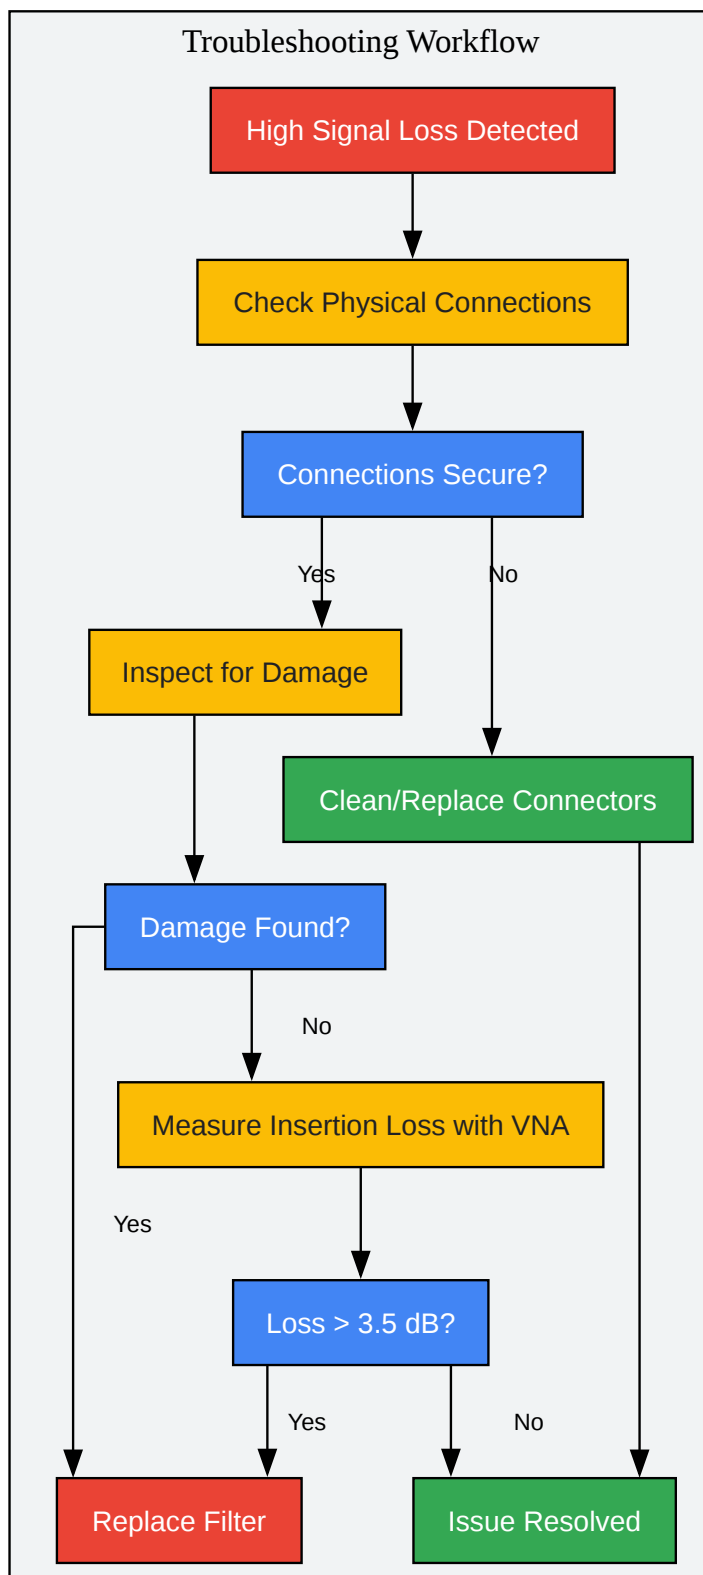 Troubleshooting Workflow
High Signal Loss Detected
Check Physical Connections
Connections Secure?
Yes
No
Inspect for Damage
Clean/Replace Connectors
Damage Found?
No
Measure Insertion Loss with VNA
Yes
Loss > 3.5 dB?
Yes
No
Replace Filter
Issue Resolved